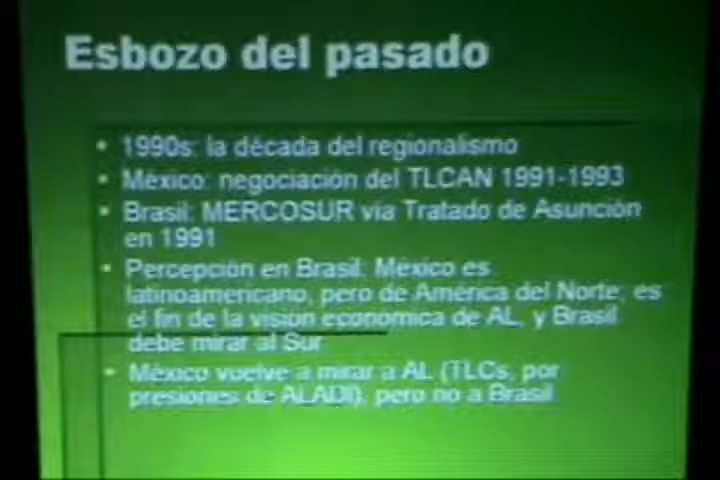 Esbozo del pasado
• 1990s: la década del regionalismo
• México: negociación del TLCAN 1991-1993
• Brasil: MERCOSUR vía Tratado de Asunción
en 1991
• Percepción en Brasil: México es
latinoamericano, pero de América del Norte; es
el fin de la visión económica de AL, y Brasil
debe mirar al Sur
• México vuelve a mirar a AL (TLCs, por
presiones de ALADI), pero no a Brasil